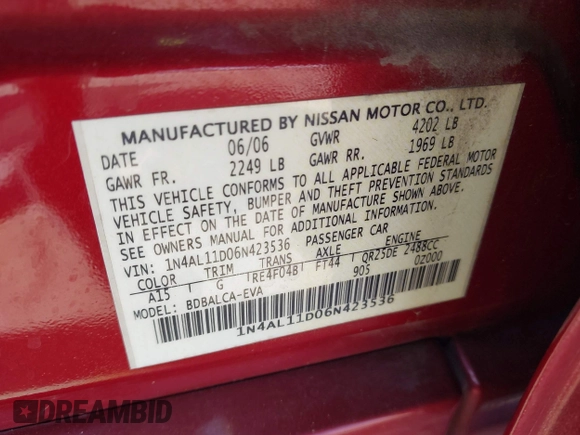 MANUFACTURED BY NISSAN MOTOR CO., LTD.
DATE 06/06 GVWR 4202 LB
GAWR FR. 2249 LB GAWR RR. 1969 LB
THIS VEHICLE CONFORMS TO ALL APPLICABLE FEDERAL MOTOR
VEHICLE SAFETY, BUMPER AND THEFT PREVENTION STANDARDS
IN EFFECT ON THE DATE OF MANUFACTURE SHOWN ABOVE.
SEE OWNERS MANUAL FOR ADDITIONAL INFORMATION.
VIN: 1N4AL11D06N423536 PASSENGER CAR
COLOR TRIM TRANS AXLE ENGINE
A15 G RE4F04B FT44 QR25DE 2488CC
MODEL: BDBALCA-EVA 905 02000
1N4AL11D06N423536
DREAMBID